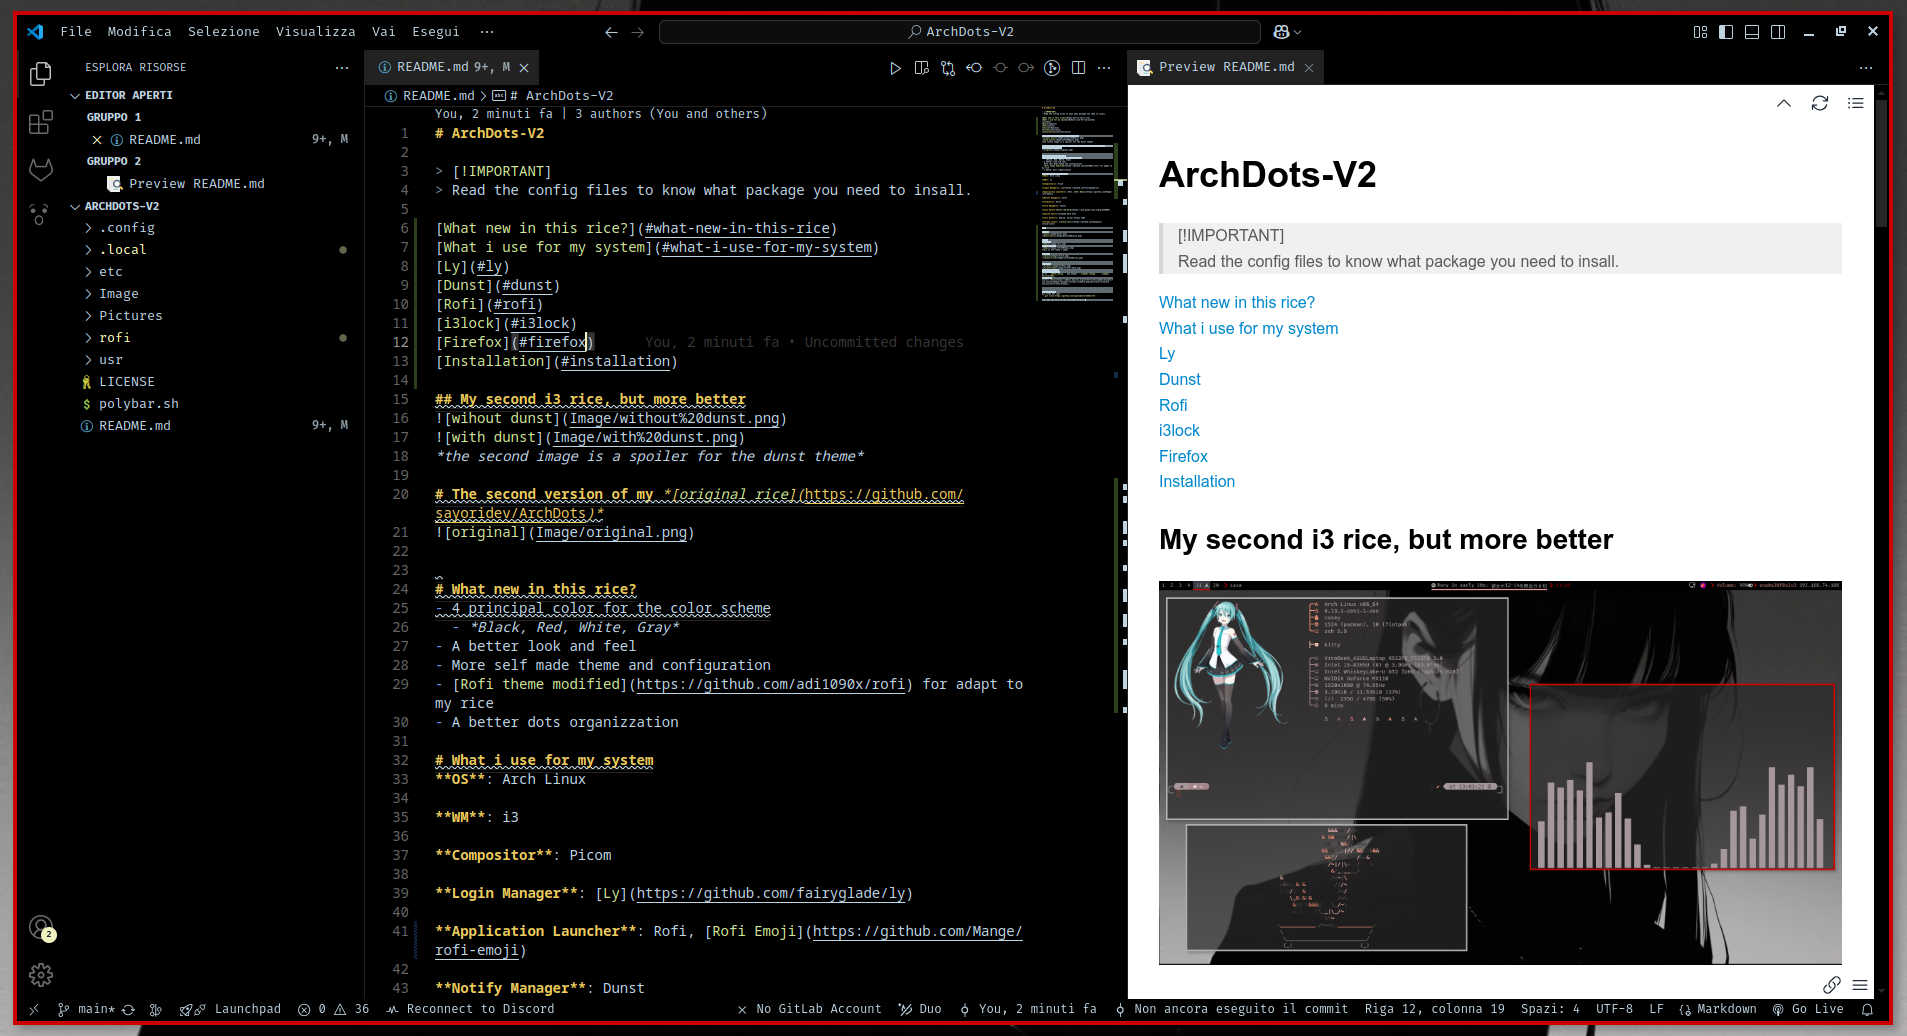 File Modifica Selezione Visualizza Vai Esegui ···
ArchDots-V2
ESPLORA RISORSE
EDITOR APERTI
GRUPPO 1
README.md 9+, M
GRUPPO 2
Preview README.md
ARCHDOTS-V2
.config
.local
etc
Image
Pictures
rofi
usr
LICENSE
$ polybar.sh
README.md 9+, M
2
README.md 9+, M
README.md > # ArchDots-V2
You, 2 minuti fa | 3 authors (You and others)
1 # ArchDots-V2
2
3 > [!IMPORTANT]
4 > Read the config files to know what package you need to insall.
5
6 [What new in this rice?](#what-new-in-this-rice)
7 [What i use for my system](#what-i-use-for-my-system)
8 [Ly](#ly)
9 [Dunst](#dunst)
10 [Rofi](#rofi)
11 [i3lock](#i3lock)
12 [Firefox](#firefox) You, 2 minuti fa • Uncommitted changes
13 [Installation](#installation)
14
15 ## My second i3 rice, but more better
16 ![wihout dunst](Image/without%20dunst.png)
17 ![with dunst](Image/with%20dunst.png)
18 *the second image is a spoiler for the dunst theme*
19
20 # The second version of my *[original rice](https://github.com/
sayoridev/ArchDots)*
21 ![original](Image/original.png)
22
23
24 # What new in this rice?
25 - 4 principal color for the color scheme
26 - *Black, Red, White, Gray*
27 - A better look and feel
28 - More self made theme and configuration
29 - [Rofi theme modified](https://github.com/adi1090x/rofi) for adapt to
my rice
30 - A better dots organizzation
31
32 # What i use for my system
33 **OS**: Arch Linux
34
35 **WM**: i3
36
37 **Compositor**: Picom
38
39 **Login Manager**: [Ly](https://github.com/fairyglade/ly)
40
41 **Application Launcher**: Rofi, [Rofi Emoji](https://github.com/Mange/
rofi-emoji)
42
43 **Notify Manager**: Dunst
Preview README.md
ArchDots-V2
[!IMPORTANT]
Read the config files to know what package you need to insall.
What new in this rice?
What i use for my system
Ly
Dunst
Rofi
i3lock
Firefox
Installation
My second i3 rice, but more better
Arch Linux x86_64
casey
1524 (pacman), 10 (flatpak)
zsh 5.9
kitty
6 mins
main* Launchpad 0 36 Reconnect to Discord No GitLab Account Duo You, 2 minuti fa Non ancora eseguito il commit Riga 12, colonna 19 Spazi: 4 UTF-8 LF Markdown Go Live